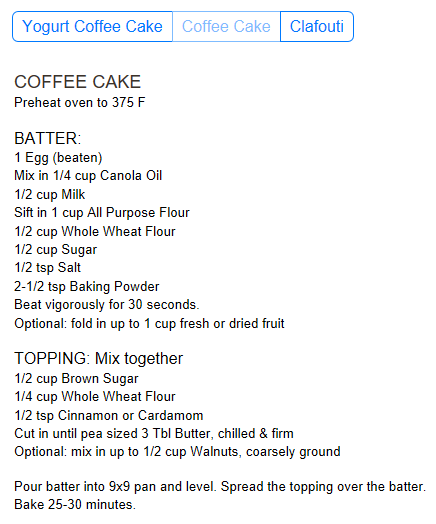 Yogurt Coffee Cake Coffee Cake Clafouti
COFFEE CAKE
Preheat oven to 375 F
BATTER:
1 Egg (beaten)
Mix in 1/4 cup Canola Oil
1/2 cup Milk
Sift in 1 cup All Purpose Flour
1/2 cup Whole Wheat Flour
1/2 cup Sugar
1/2 tsp Salt
2-1/2 tsp Baking Powder
Beat vigorously for 30 seconds.
Optional: fold in up to 1 cup fresh or dried fruit
TOPPING: Mix together
1/2 cup Brown Sugar
1/4 cup Whole Wheat Flour
1/2 tsp Cinnamon or Cardamom
Cut in until pea sized 3 Tbl Butter, chilled & firm
Optional: mix in up to 1/2 cup Walnuts, coarsely ground
Pour batter into 9x9 pan and level. Spread the topping over the batter.
Bake 25-30 minutes.